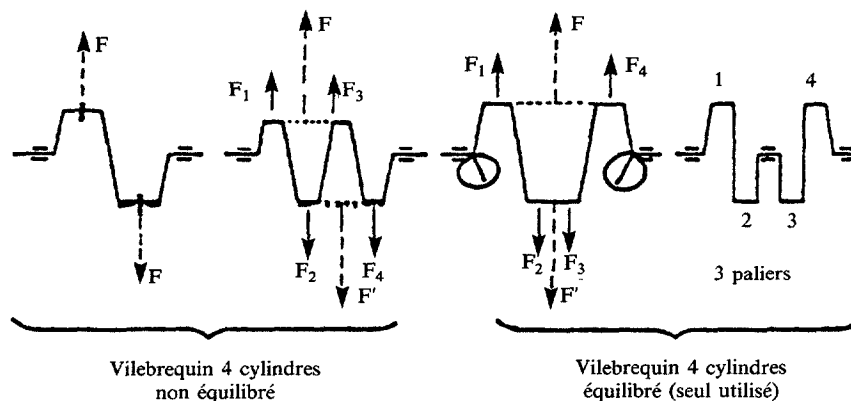 F
F
F
F₁
F₃
F₂
F₄
F'
F
F₁
F₄
F₂
F₃
F'
1
4
2
3
3 paliers
Vilebrequin 4 cylindres
non équilibré
Vilebrequin 4 cylindres
équilibré (seul utilisé)